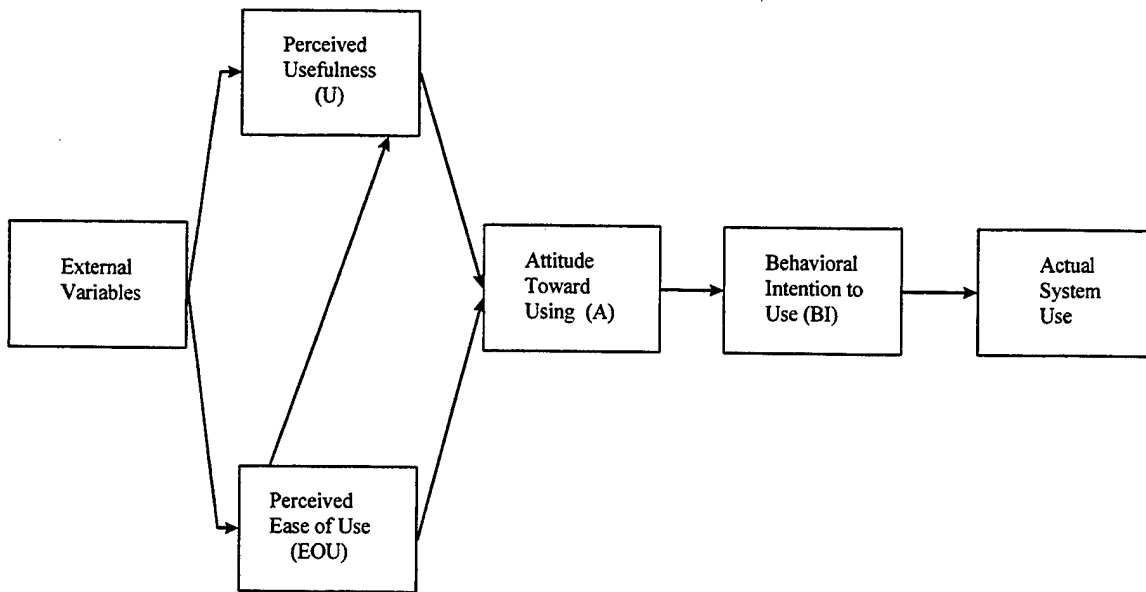 Perceived
Usefulness
(U)
External
Variables
Perceived
Ease of Use
(EOU)
Attitude
Toward
Using (A)
Behavioral
Intention to
Use (BI)
Actual
System
Use